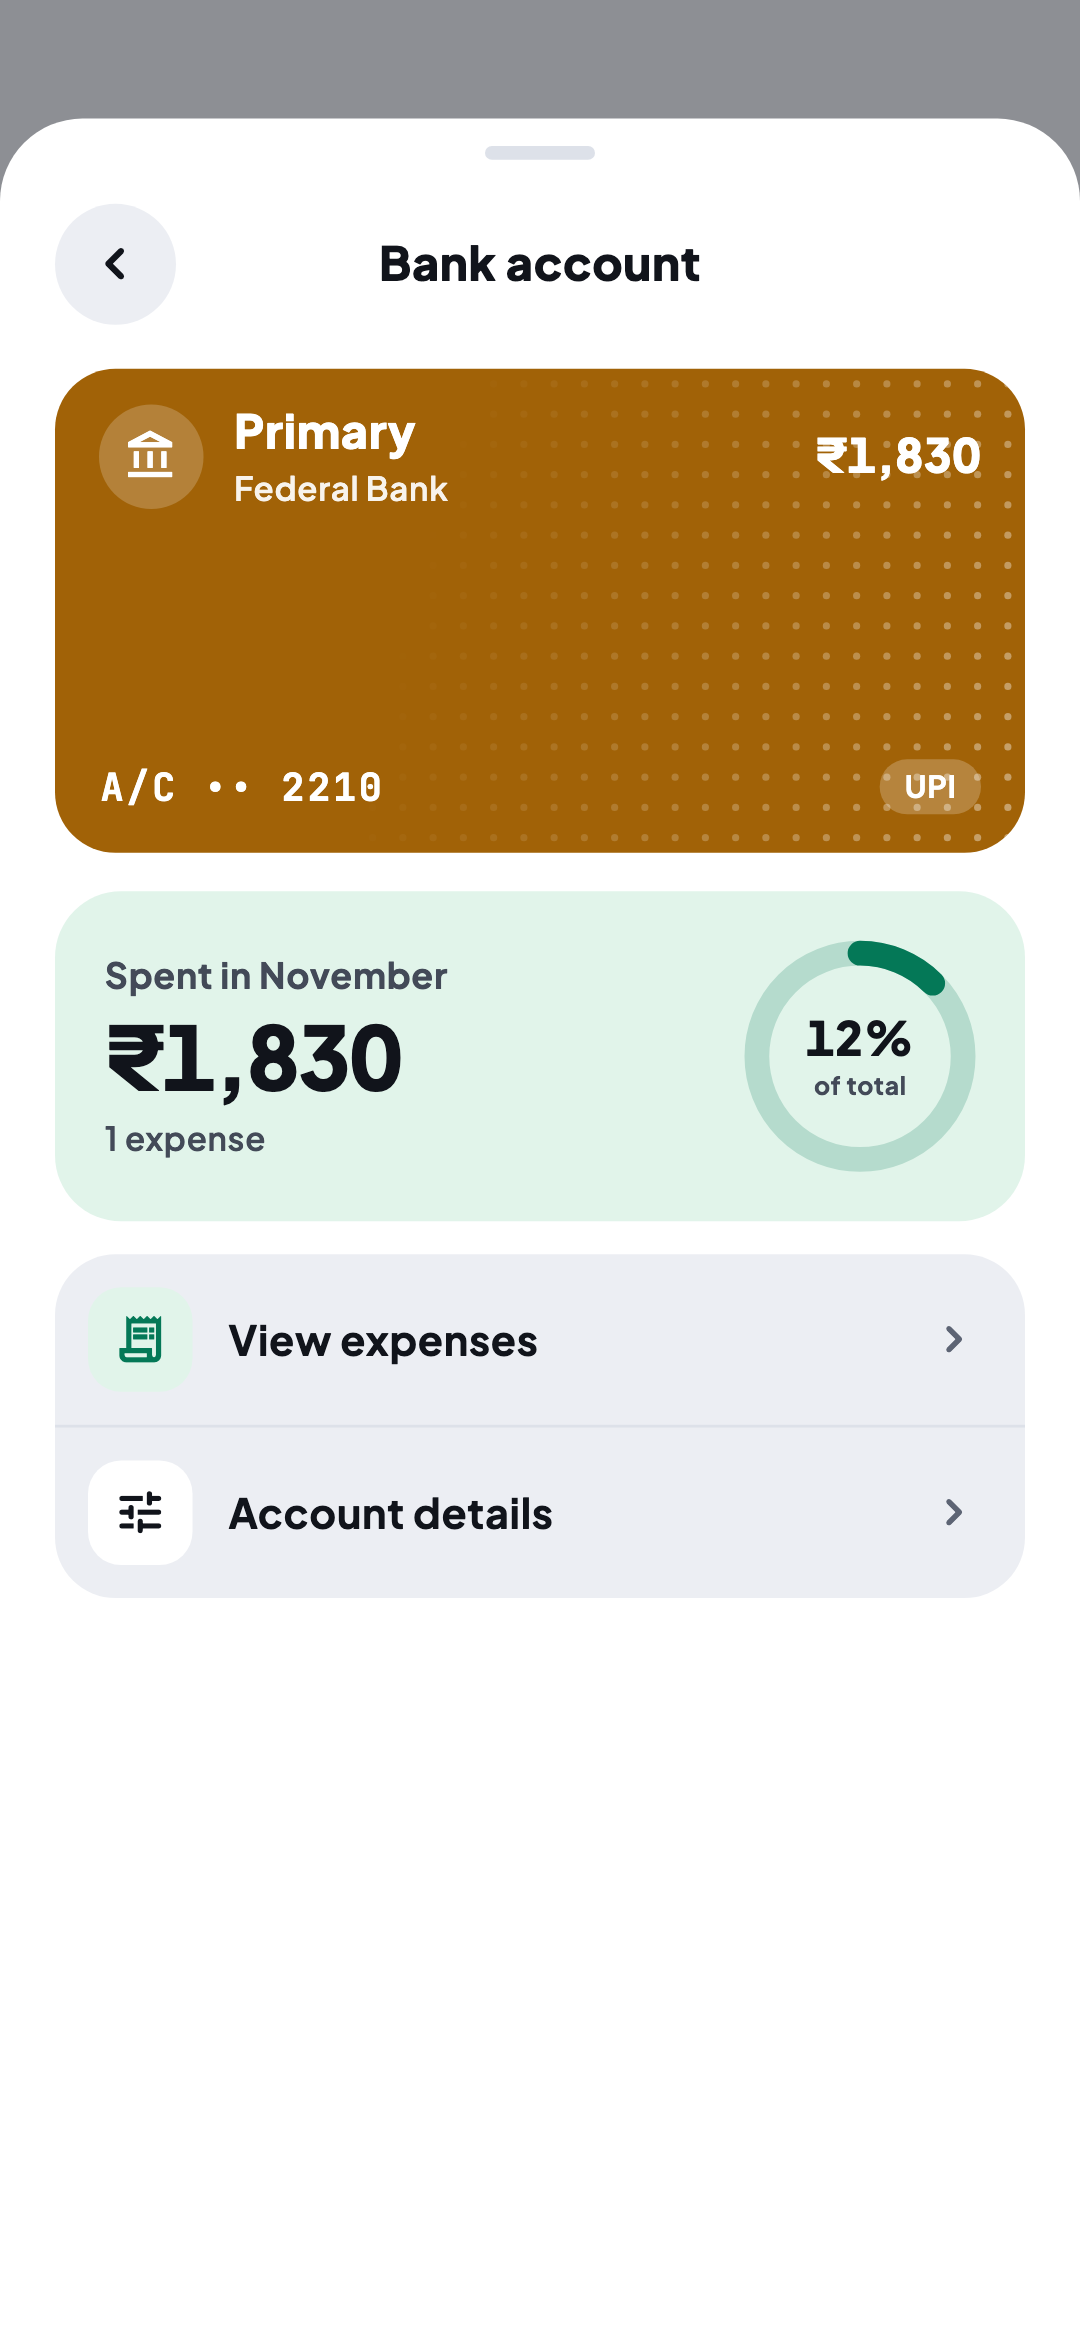 Bank account
Primary
Federal Bank
₹1,830
A/C •• 2210
UPI
Spent in November
₹1,830
1 expense
12%
of total
View expenses
Account details